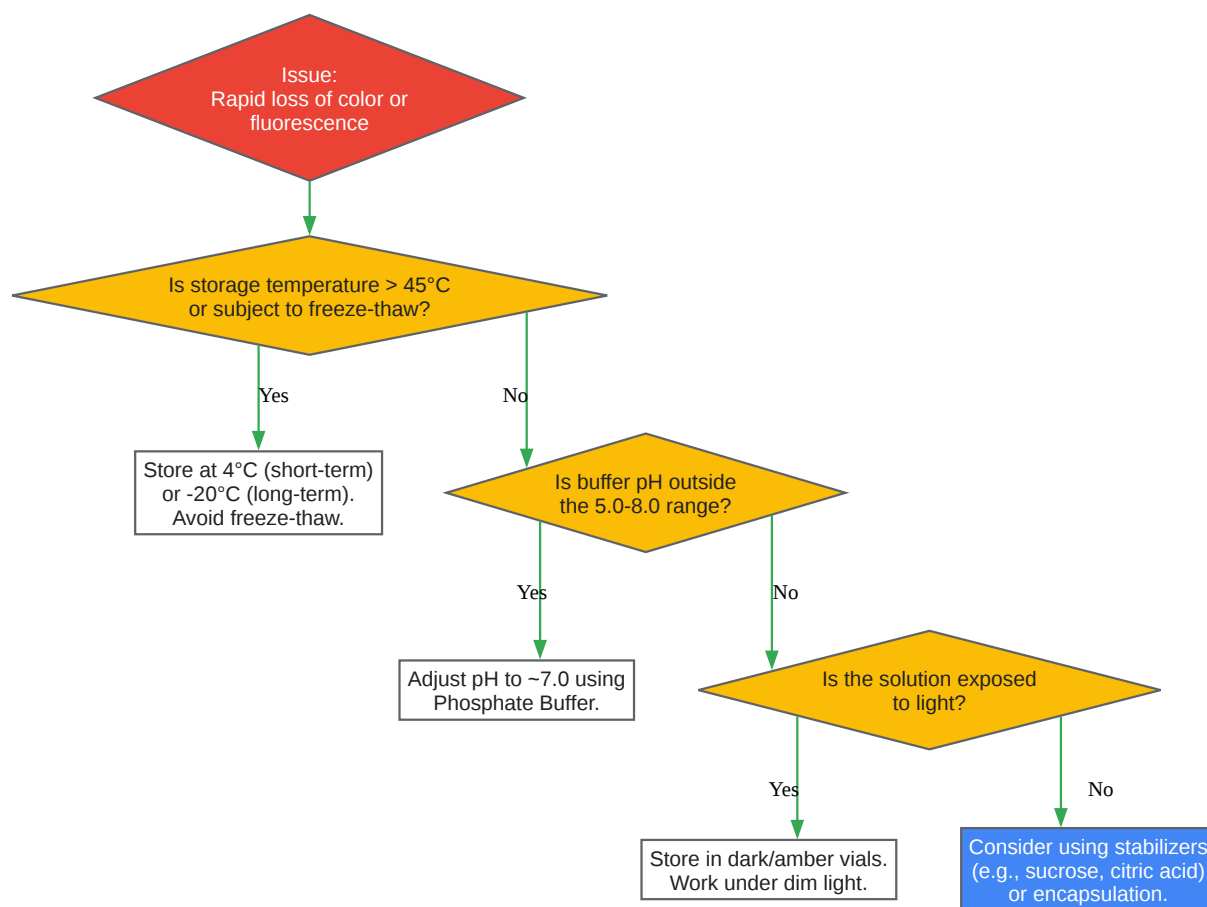 Issue:
Rapid loss of color or
fluorescence
Is storage temperature > 45°C
or subject to freeze-thaw?
Yes
No
Store at 4°C (short-term)
or -20°C (long-term).
Avoid freeze-thaw.
Is buffer pH outside
the 5.0-8.0 range?
Yes
No
Adjust pH to ~7.0 using
Phosphate Buffer.
Is the solution exposed
to light?
Yes
No
Store in dark/amber vials.
Work under dim light.
Consider using stabilizers
(e.g., sucrose, citric acid)
or encapsulation.